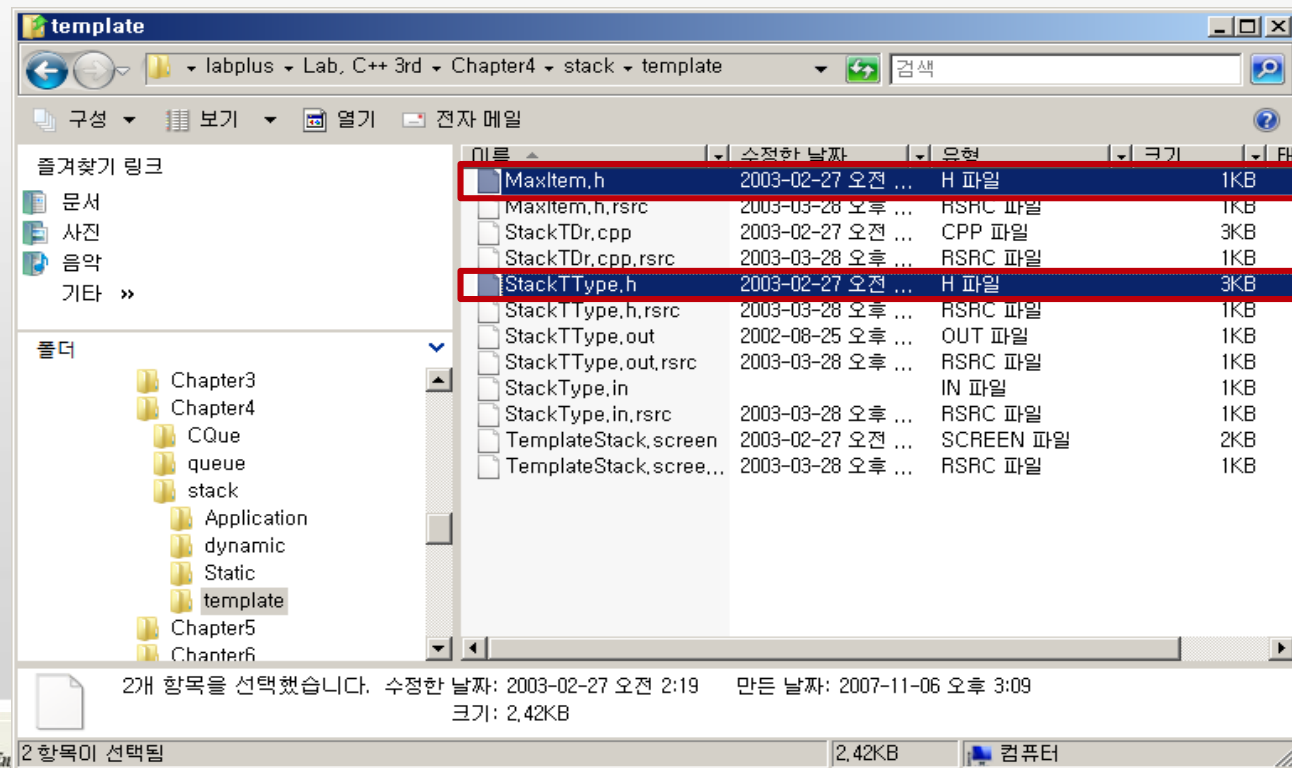 template
labplus Lab, C++ 3rd Chapter4 stack template 검색
구성 보기 열기 전자 메일
즐겨찾기 링크
문서
사진
음악
기타 »
폴더
Chapter3
Chapter4
CQue
queue
stack
Application
dynamic
Static
template
Chapter5
Chapter6
이름 수정한 날짜 유형 크기
MaxItem.h 2003-02-27 오전 ... H 파일 1KB
MaxItem.h.rsrc 2003-03-28 오후 ... RSRC 파일 1KB
StackTDr.cpp 2003-02-27 오전 ... CPP 파일 3KB
StackTDr.cpp.rsrc 2003-03-28 오후 ... RSRC 파일 1KB
StackTType.h 2003-02-27 오전 ... H 파일 3KB
StackTType.h.rsrc 2003-03-28 오후 ... RSRC 파일 1KB
StackTType.out 2002-08-25 오후 ... OUT 파일 1KB
StackTType.out.rsrc 2003-03-28 오후 ... RSRC 파일 1KB
StackType.in IN 파일 1KB
StackType.in.rsrc 2003-03-28 오후 ... RSRC 파일 1KB
TemplateStack.screen 2003-02-27 오전 ... SCREEN 파일 2KB
TemplateStack.scree... 2003-03-28 오후 ... RSRC 파일 1KB
2개 항목을 선택했습니다. 수정한 날짜: 2003-02-27 오전 2:19 만든 날짜: 2007-11-06 오후 3:09
크기: 2,42KB
2 항목이 선택됨 2,42KB 컴퓨터